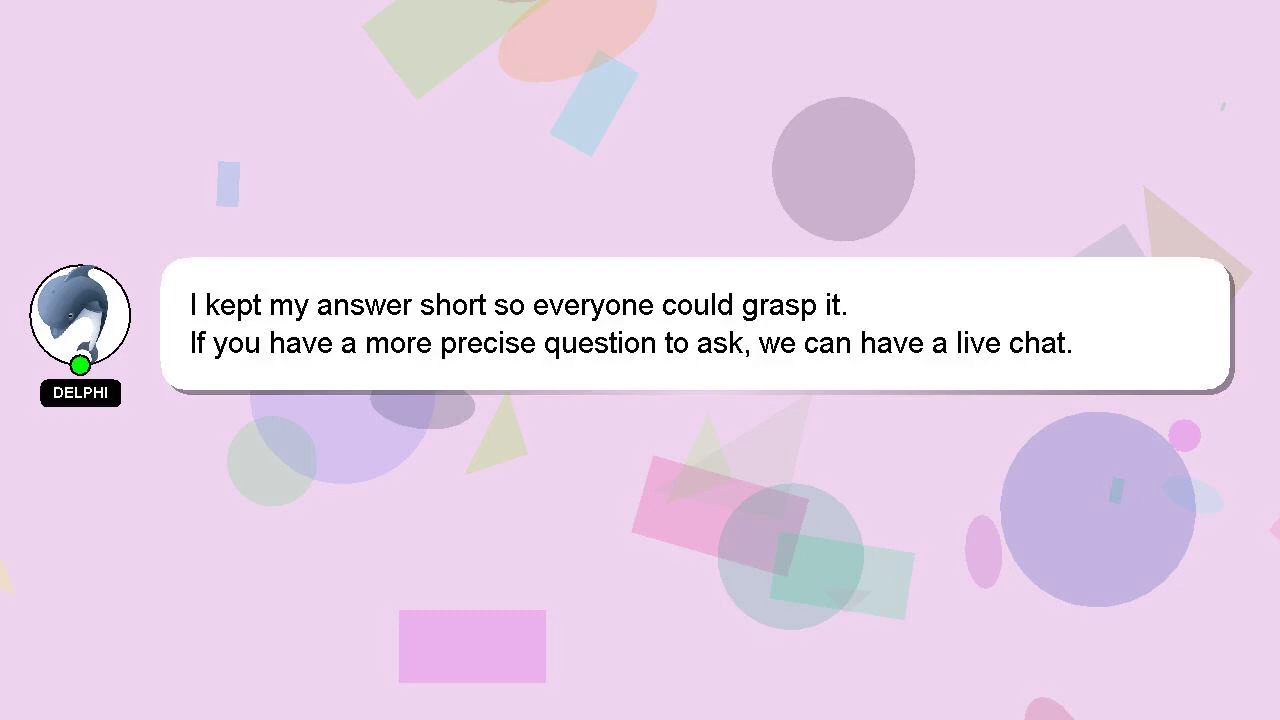 I kept my answer short so everyone could grasp it.
If you have a more precise question to ask, we can have a live chat.
DELPHI